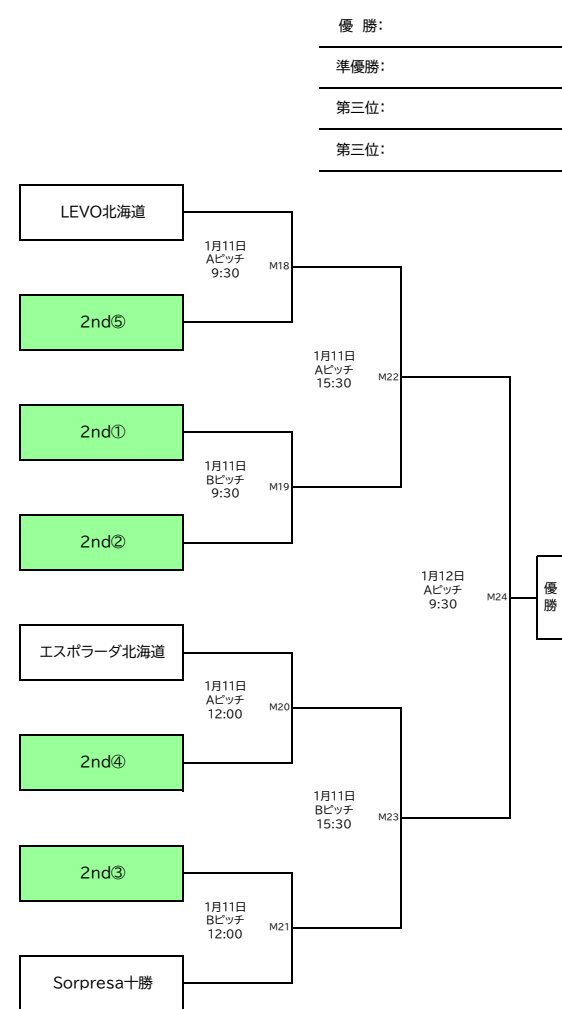 優 勝：
準優勝：
第三位：
第三位：
LEVO北海道
1月11日
Aピッチ
9:30
M18
2nd⑤
1月11日
Aピッチ
15:30
M22
2nd①
1月11日
Bピッチ
9:30
M19
2nd②
1月12日
Aピッチ
9:30
M24
優
勝
エスポラーダ北海道
1月11日
Aピッチ
12:00
M20
2nd④
1月11日
Bピッチ
15:30
M23
2nd③
1月11日
Bピッチ
12:00
M21
Sorpresa十勝